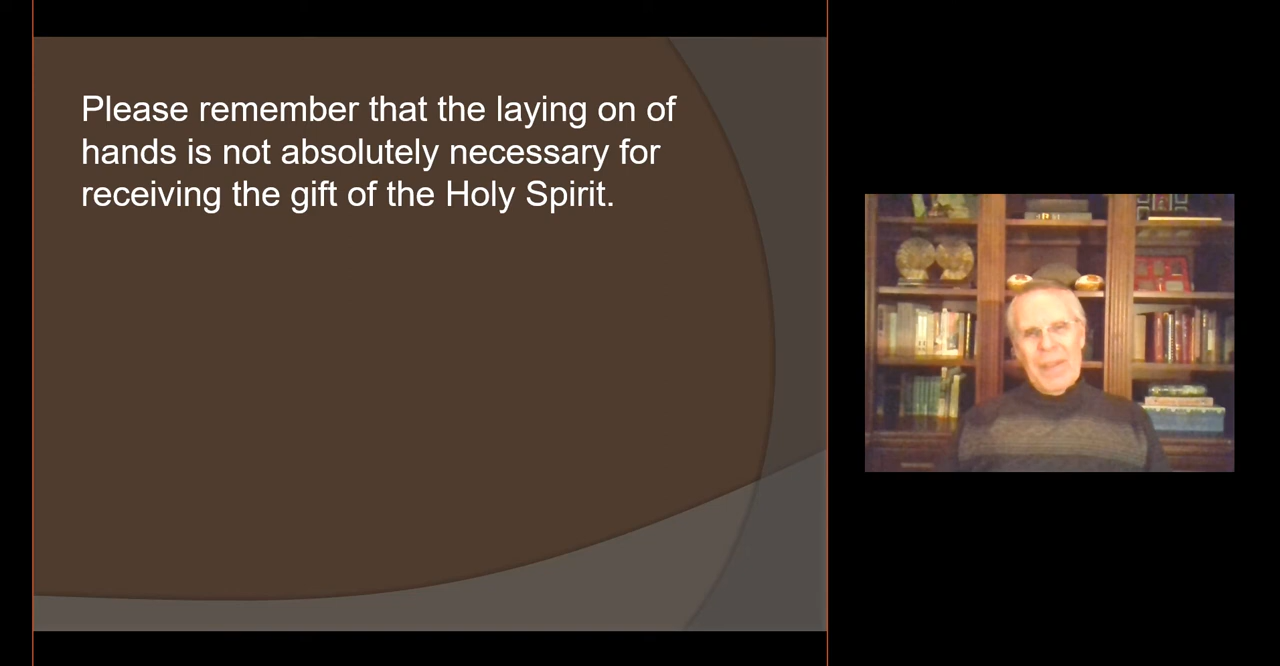 Please remember that the laying on of
hands is not absolutely necessary for
receiving the gift of the Holy Spirit.